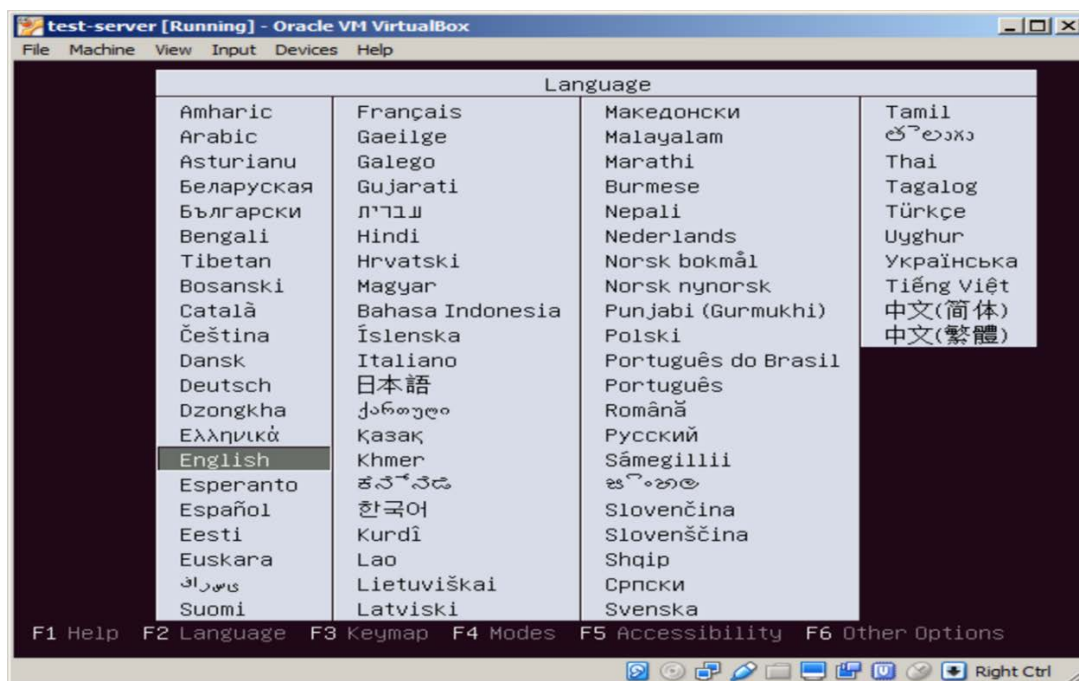 test-server [Running] - Oracle VM VirtualBox
File Machine View Input Devices Help
Language
Amharic
Arabic
Asturianu
Беларуская
Български
Bengali
Tibetan
Bosanski
Català
Čeština
Dansk
Deutsch
Dzongkha
Ελληνικά
English
Esperanto
Español
Eesti
Euskara
فارسی
Suomi
Français
Gaeilge
Galego
Gujarati
עברית
Hindi
Hrvatski
Magyar
Bahasa Indonesia
Íslenska
Italiano
日本語
ქართული
Қазақ
Khmer
한국어
Kurdî
Lao
Lietuviškai
Latviski
Македонски
Malayalam
Marathi
Burmese
Nepali
Nederlands
Norsk bokmål
Norsk nynorsk
Punjabi (Gurmukhi)
Polski
Português do Brasil
Português
Română
Русский
Sámegillii
Slovenčina
Slovenščina
Shqip
Српски
Svenska
Tamil
Thai
Tagalog
Türkçe
Uyghur
Українська
Tiếng Việt
中文(简体)
中文(繁體)
F1 Help F2 Language F3 Keymap F4 Modes F5 Accessibility F6 Other Options
Right Ctrl